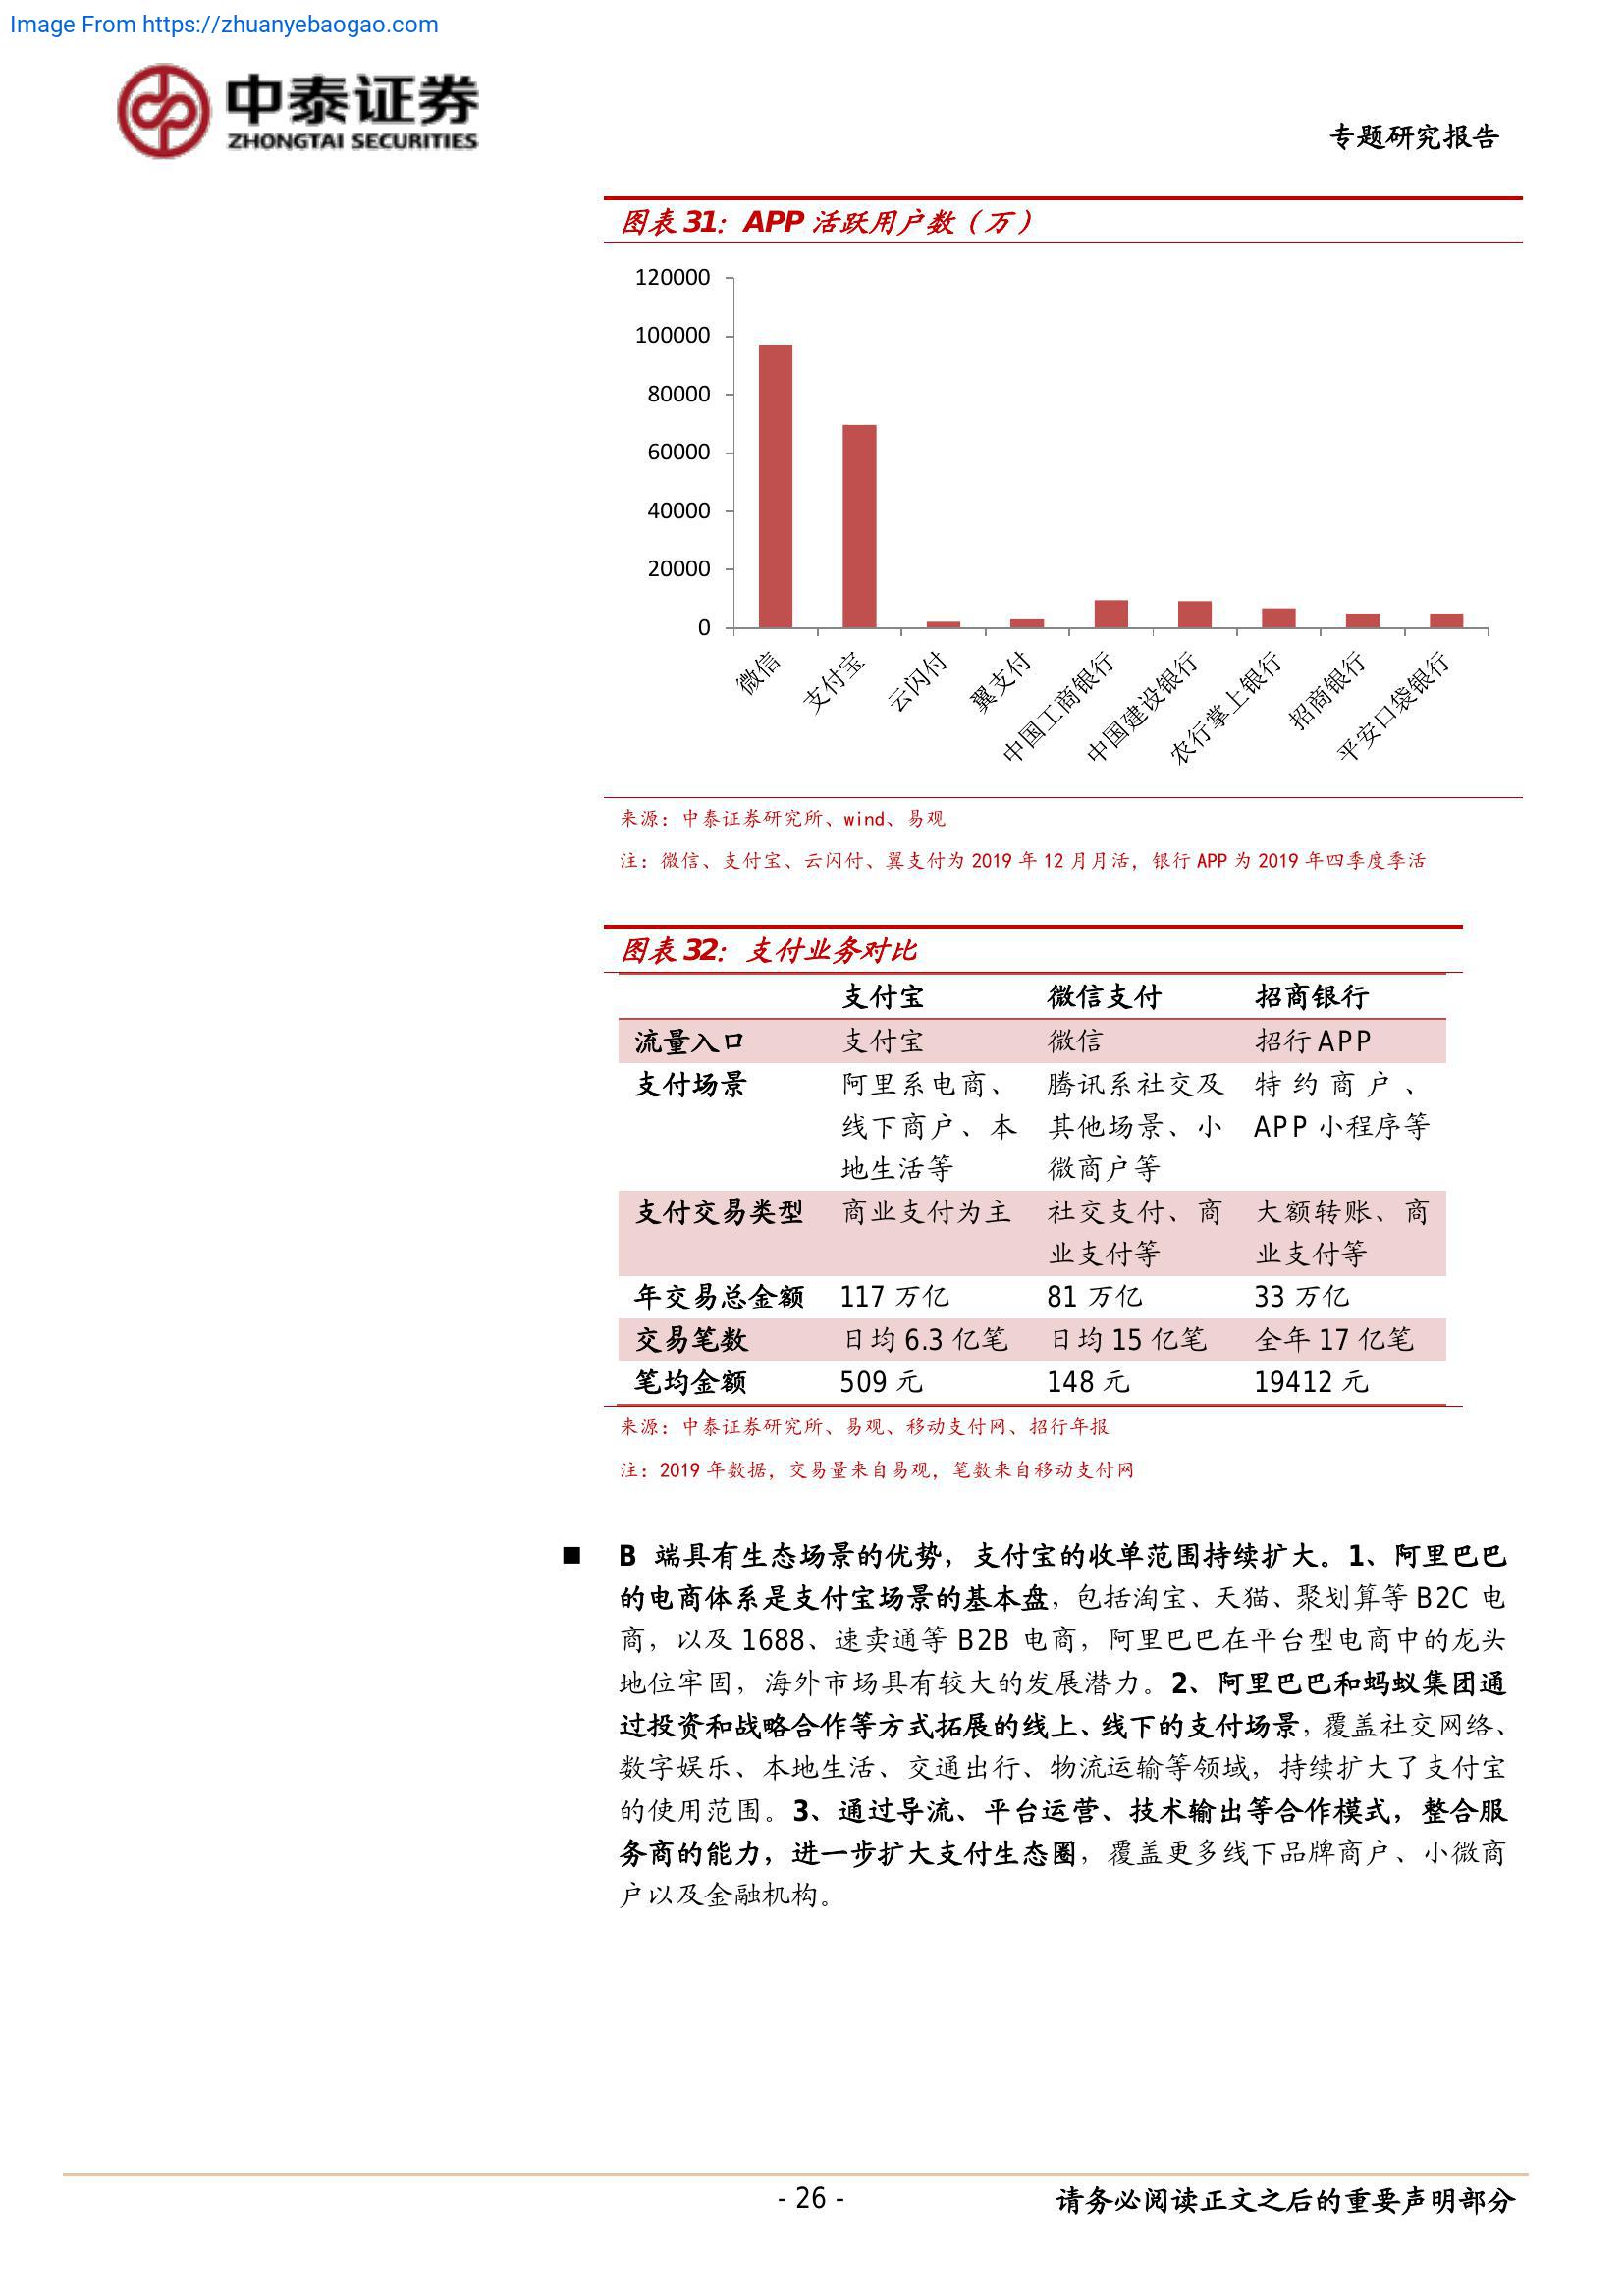 Image From https://zhuanyebaogao.com
中泰证券
ZHONGTAI SECURITIES
专题研究报告
图表 31：APP 活跃用户数（万）
120000
100000
80000
60000
40000
20000
0
微信
支付宝
云闪付
翼支付
中国工商银行
中国建设银行
农行掌上银行
招商银行
平安口袋银行
来源：中泰证券研究所、wind、易观
注：微信、支付宝、云闪付、翼支付为 2019 年 12 月月活，银行 APP 为 2019 年四季度季活
图表 32：支付业务对比
支付宝 微信支付 招商银行
流量入口 支付宝 微信 招行 APP
支付场景 阿里系电商、 腾讯系社交及 特约商户、
线下商户、本 其他场景、小 APP 小程序等
地生活等 微商户等
支付交易类型 商业支付为主 社交支付、商 大额转账、商
业支付等 业支付等
年交易总金额 117 万亿 81 万亿 33 万亿
交易笔数 日均 6.3 亿笔 日均 15 亿笔 全年 17 亿笔
笔均金额 509 元 148 元 19412 元
来源：中泰证券研究所、易观、移动支付网、招行年报
注：2019 年数据，交易量来自易观，笔数来自移动支付网
■ B 端具有生态场景的优势，支付宝的收单范围持续扩大。1、阿里巴巴
的电商体系是支付宝场景的基本盘，包括淘宝、天猫、聚划算等 B2C 电
商，以及 1688、速卖通等 B2B 电商，阿里巴巴在平台型电商中的龙头
地位牢固，海外市场具有较大的发展潜力。2、阿里巴巴和蚂蚁集团通
过投资和战略合作等方式拓展的线上、线下的支付场景，覆盖社交网络、
数字娱乐、本地生活、交通出行、物流运输等领域，持续扩大了支付宝
的使用范围。3、通过导流、平台运营、技术输出等合作模式，整合服
务商的能力，进一步扩大支付生态圈，覆盖更多线下品牌商户、小微商
户以及金融机构。
- 26 -
请务必阅读正文之后的重要声明部分